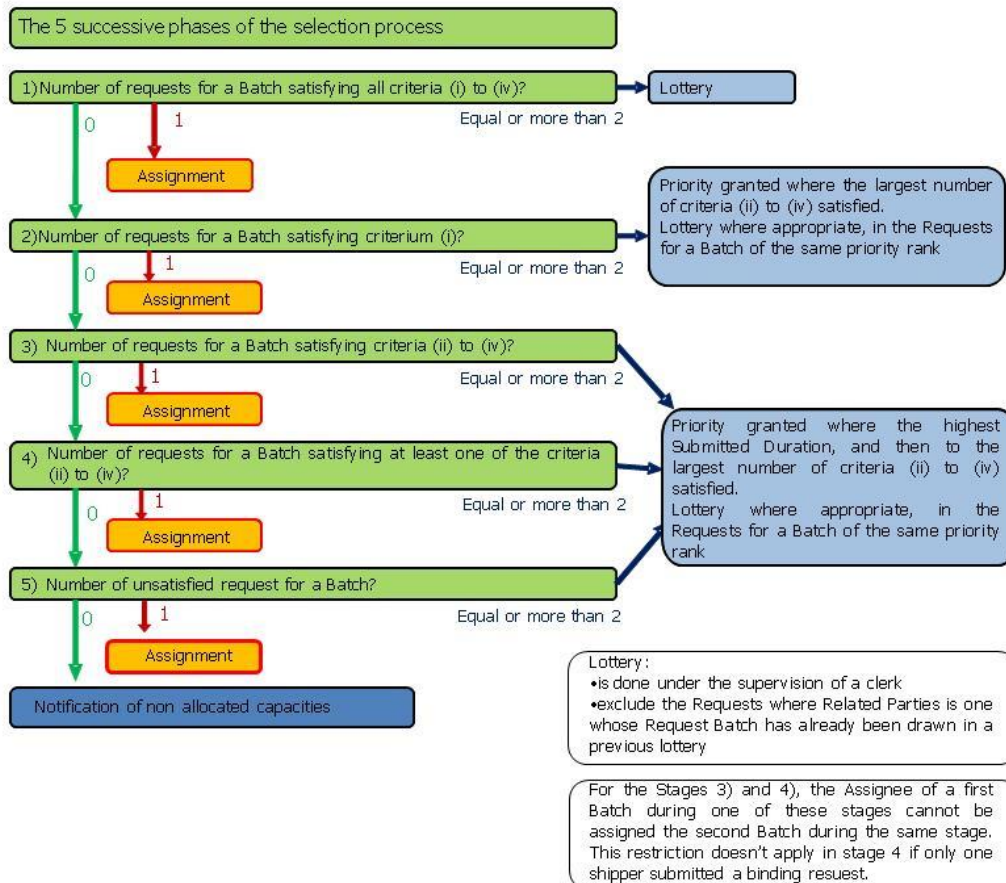 The 5 successive phases of the selection process
1)Number of requests for a Batch satisfying all criteria (i) to (iv)?
Lottery
0
1
Equal or more than 2
Assignment
Priority granted where the largest number
of criteria (ii) to (iv) satisfied.
Lottery where appropriate, in the Requests
for a Batch of the same priority rank
2)Number of requests for a Batch satisfying criterium (i)?
0
1
Equal or more than 2
Assignment
3) Number of requests for a Batch satisfying criteria (ii) to (iv)?
0
1
Equal or more than 2
Assignment
Priority granted where the highest
Submitted Duration, and then to the
largest number of criteria (ii) to (iv)
satisfied.
Lottery where appropriate, in the
Requests for a Batch of the same priority
rank
4) Number of requests for a Batch satisfying at least one of the criteria
(ii) to (iv)?
0
1
Equal or more than 2
Assignment
5) Number of unsatisfied request for a Batch?
0
1
Equal or more than 2
Assignment
Notification of non allocated capacities
Lottery:
•is done under the supervision of a clerk
•exclude the Requests where Related Parties is one
whose Request Batch has already been drawn in a
previous lottery
For the Stages 3) and 4), the Assignee of a first
Batch during one of these stages cannot be
assigned the second Batch during the same stage.
This restriction doesn't apply in stage 4 if only one
shipper submitted a binding resuest.